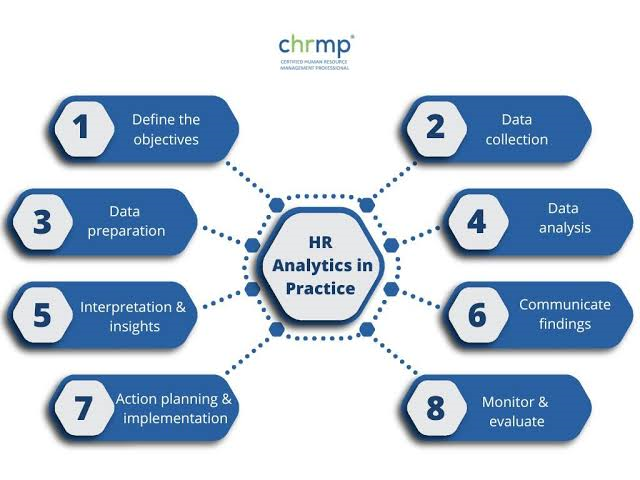 chrmp®
CERTIFIED HUMAN RESOURCE
MANAGEMENT PROFESSIONAL
1
Define the
objectives
2
Data
collection
3
Data
preparation
4
Data
analysis
HR
Analytics in
Practice
5
Interpretation &
insights
6
Communicate
findings
7
Action planning &
implementation
8
Monitor &
evaluate